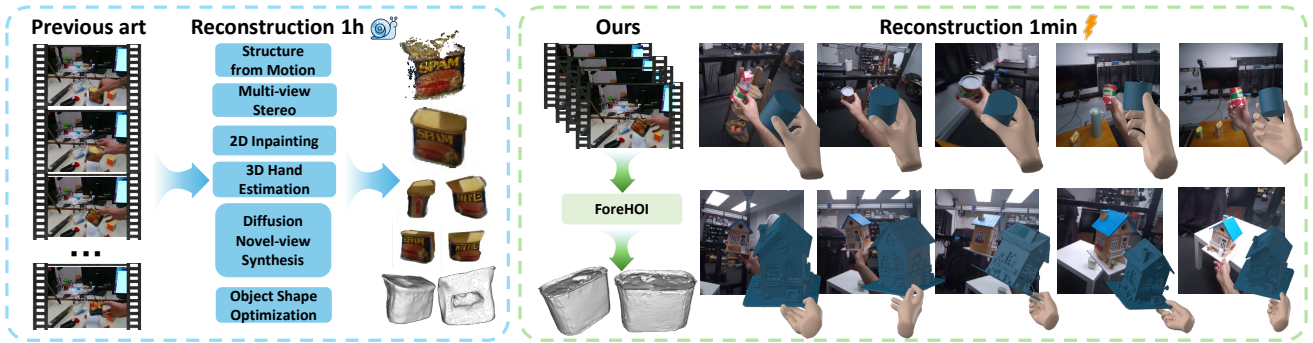 Previous art
Reconstruction 1h
Structure
from Motion
Multi-view
Stereo
2D Inpainting
3D Hand
Estimation
Diffusion
Novel-view
Synthesis
Object Shape
Optimization
...
SPAM
SPAM
Ours
Reconstruction 1min
ForeHOI